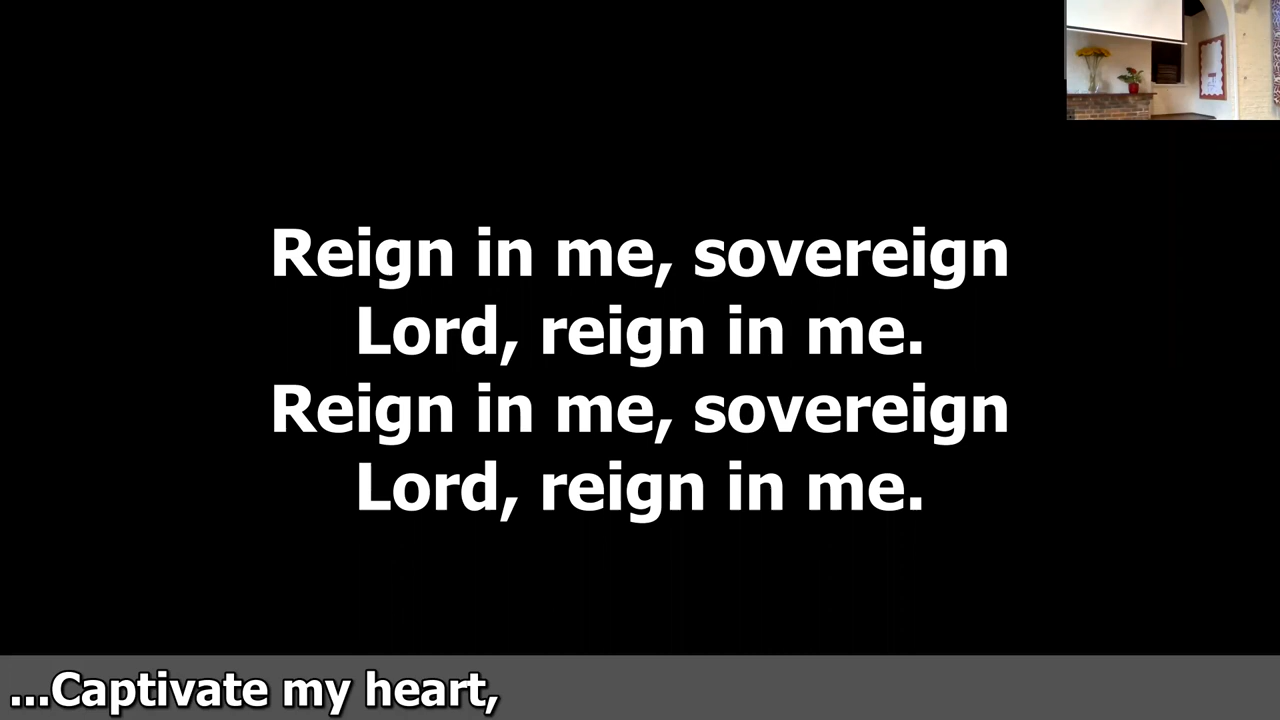 Reign in me, sovereign
Lord, reign in me.
Reign in me, sovereign
Lord, reign in me.
...Captivate my heart,